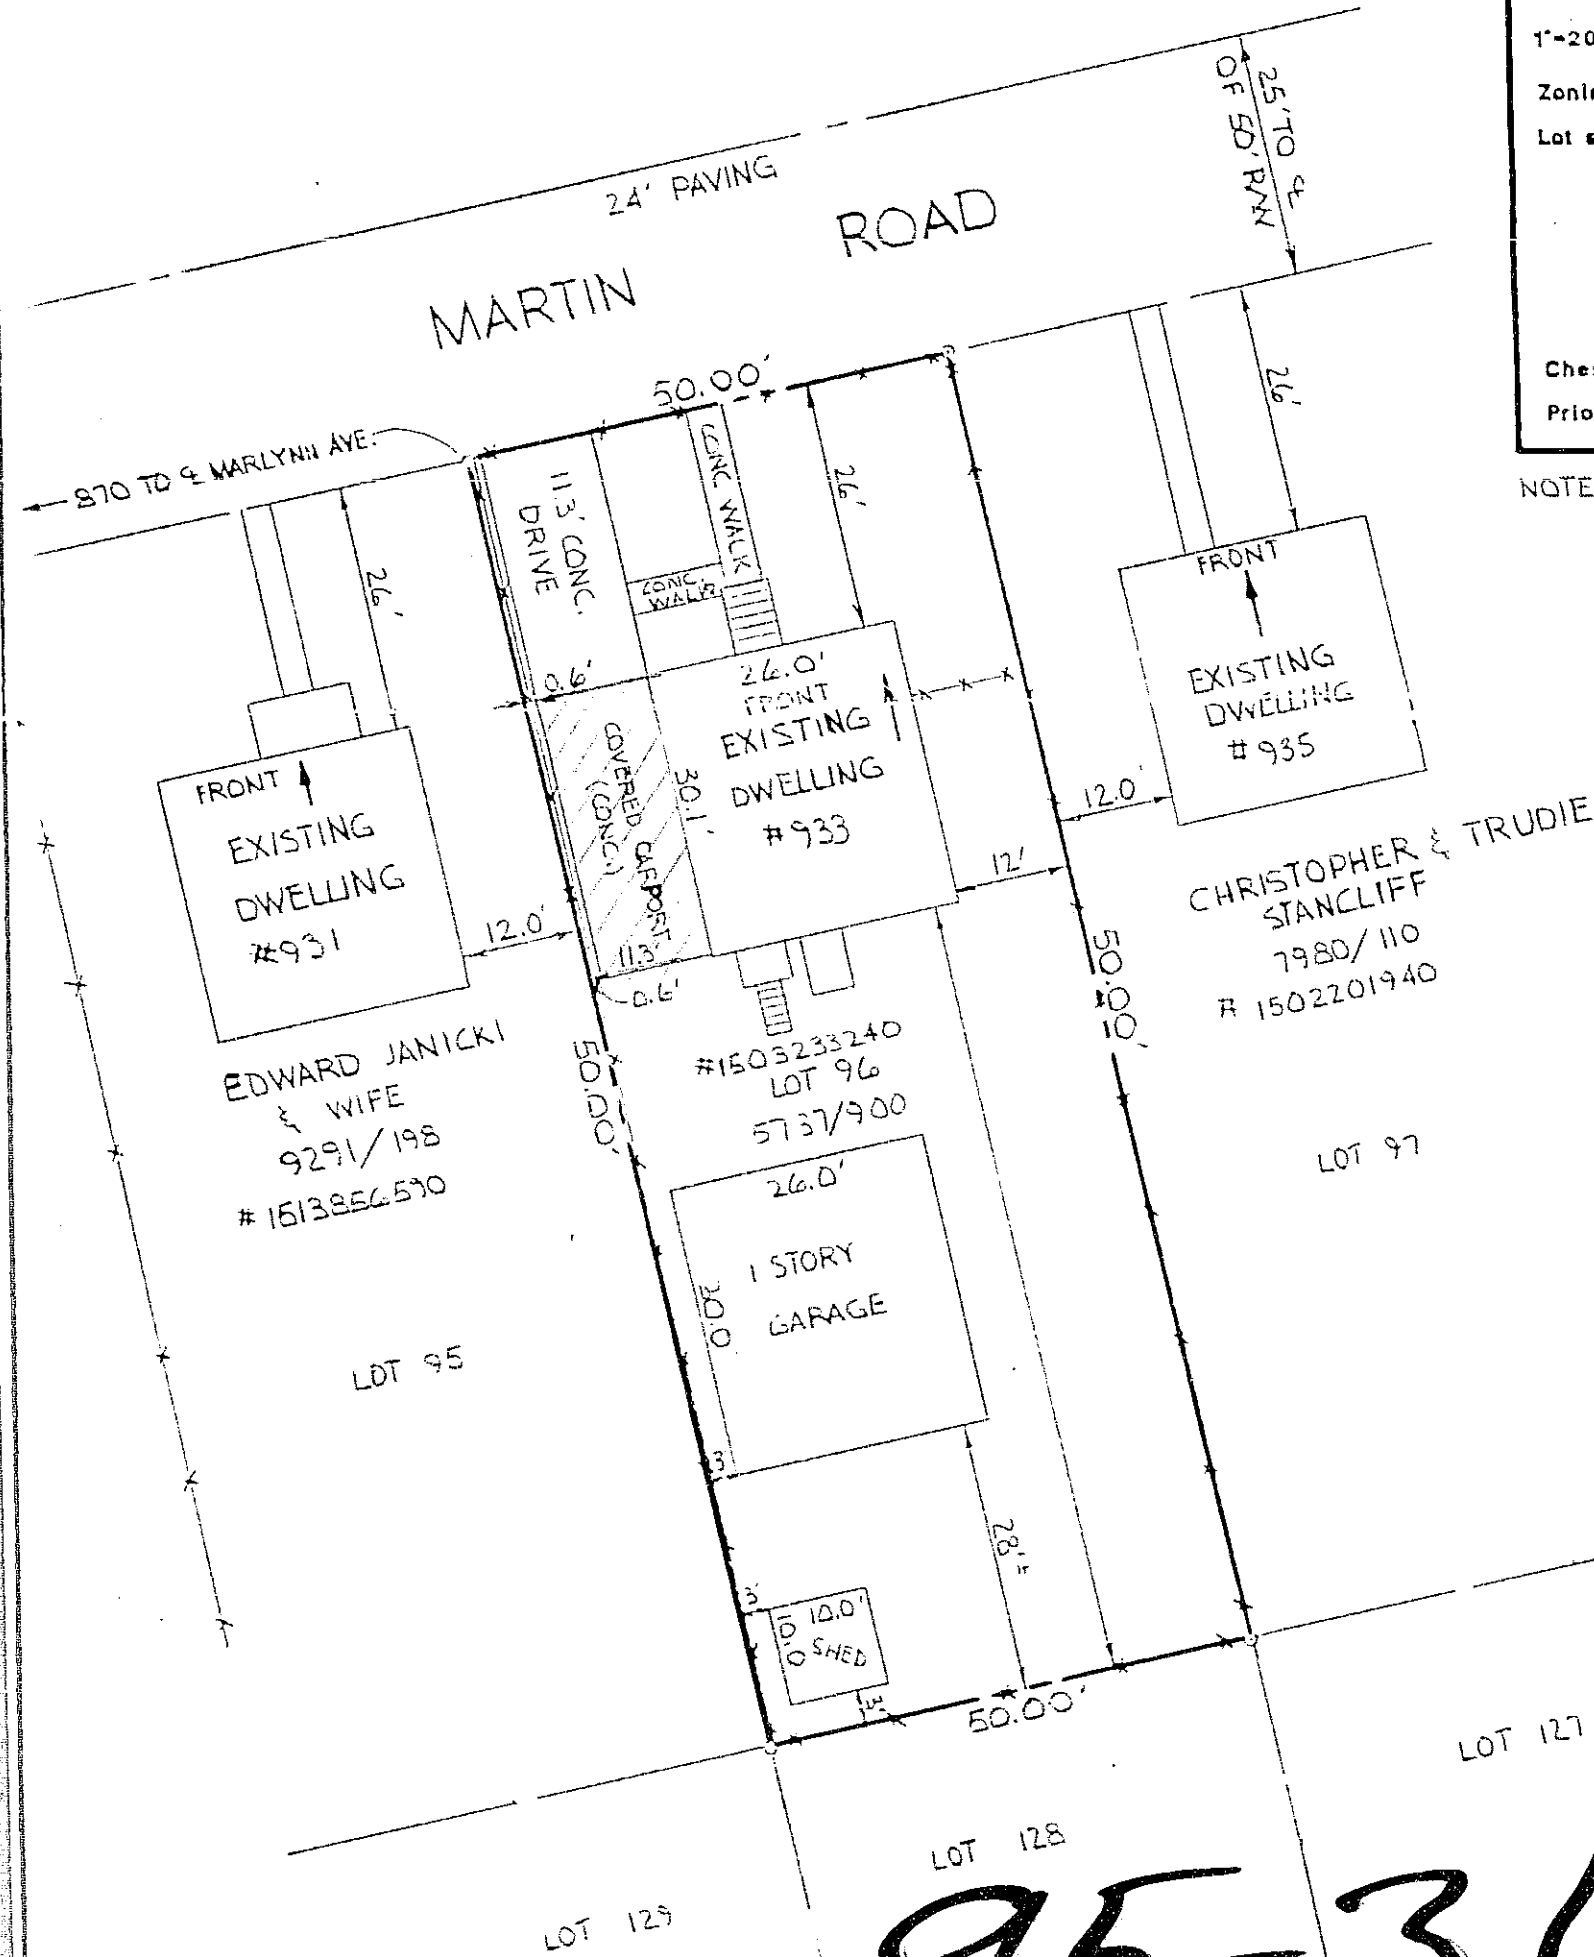 1"-20
Zoni
Lot
Ches
Prio
NOTE
25' TO ℄
OF 50' R/W
24' PAVING
MARTIN ROAD
50.00'
870 TO ℄ MARLYNN AVE.
26'
11.3' CONC.
DRIVE
CONC WALK
CONC.
WALK
26'
26'
FRONT
EXISTING
DWELLING
#935
12.0'
0.6'
26.0'
FRONT
EXISTING
DWELLING
#933
30.1'
COVERED CARPORT
(CONC.)
12'
11.3'
0.6'
FRONT
EXISTING
DWELLING
#931
12.0'
CHRISTOPHER & TRUDIE
STANCLIFF
7980/110
# 1502201940
EDWARD JANICKI
& WIFE
9291/198
# 1513856590
50.00'
50.00'
#1503233240
LOT 96
5737/900
26.0'
1 STORY
GARAGE
30.0
3'
LOT 95
LOT 97
28'±
3'
10.0'
10.0
SHED
3'
50.00'
LOT 127
LOT 128
LOT 129
95-31